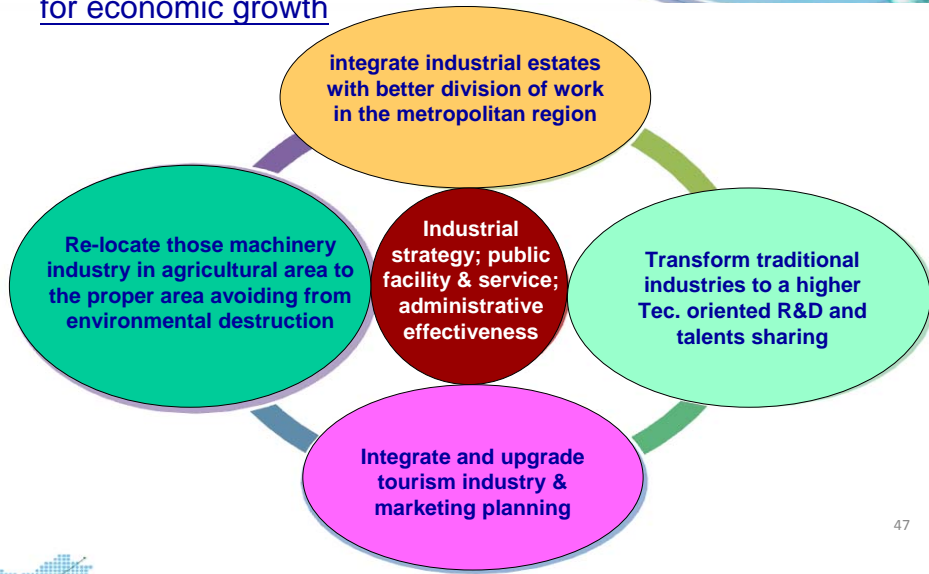 for economic growth
integrate industrial estates
with better division of work
in the metropolitan region
Re-locate those machinery
industry in agricultural area to
the proper area avoiding from
environmental destruction
Industrial
strategy; public
facility & service;
administrative
effectiveness
Transform traditional
industries to a higher
Tec. oriented R&D and
talents sharing
Integrate and upgrade
tourism industry &
marketing planning
47